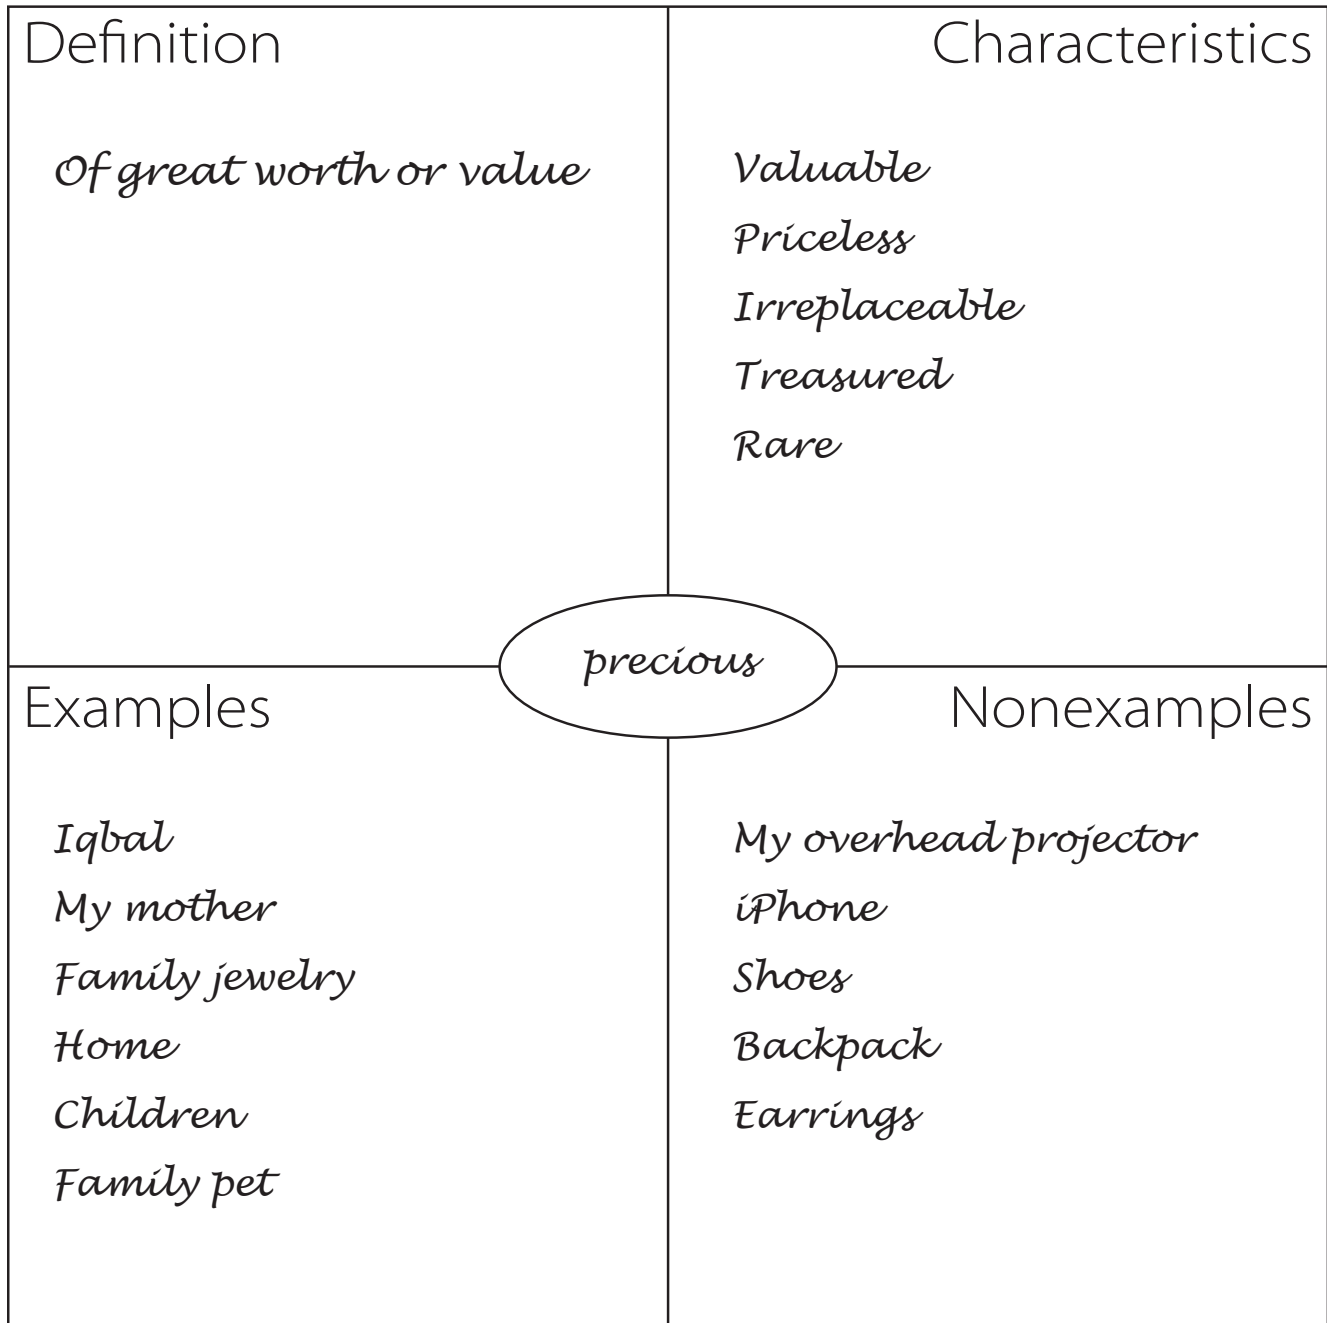 Definition
Of great worth or value
Characteristics
Valuable
Priceless
Irreplaceable
Treasured
Rare
precious
Examples
Iqbal
My mother
Family jewelry
Home
Children
Family pet
Nonexamples
My overhead projector
iPhone
Shoes
Backpack
Earrings